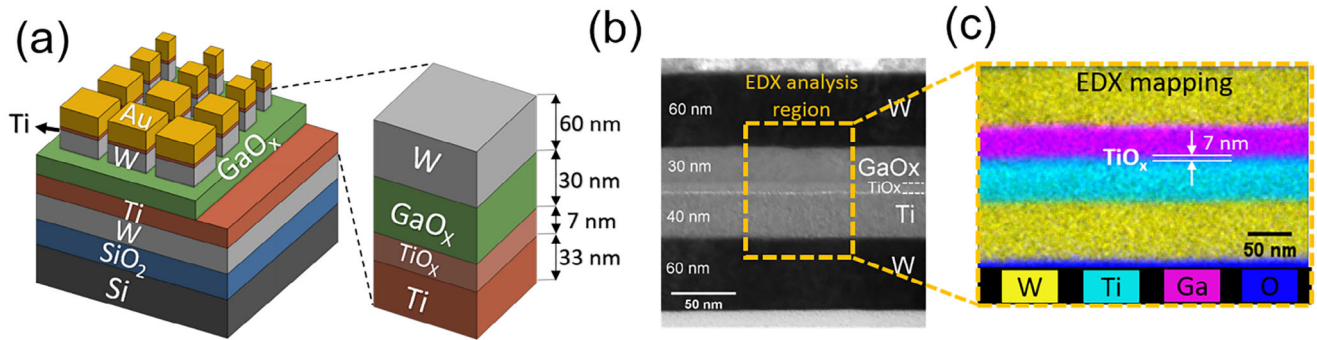 (a)
Ti
Au
W
GaOx
Ti
W
SiO2
Si
W
GaOx
TiOx
Ti
60 nm
30 nm
7 nm
33 nm
(b)
EDX analysis
region
60 nm
W
30 nm
GaOx
TiOx
40 nm
Ti
60 nm
W
50 nm
(c)
EDX mapping
7 nm
TiOx
50 nm
W Ti Ga O